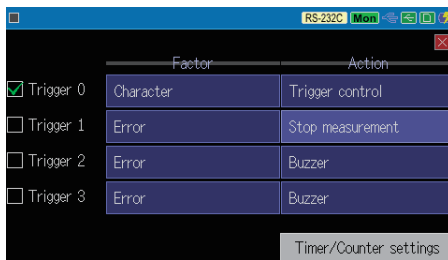 RS-232C Mon
Factor Action
Trigger 0 Character Trigger control
Trigger 1 Error Stop measurement
Trigger 2 Error Buzzer
Trigger 3 Error Buzzer
Timer/Counter settings